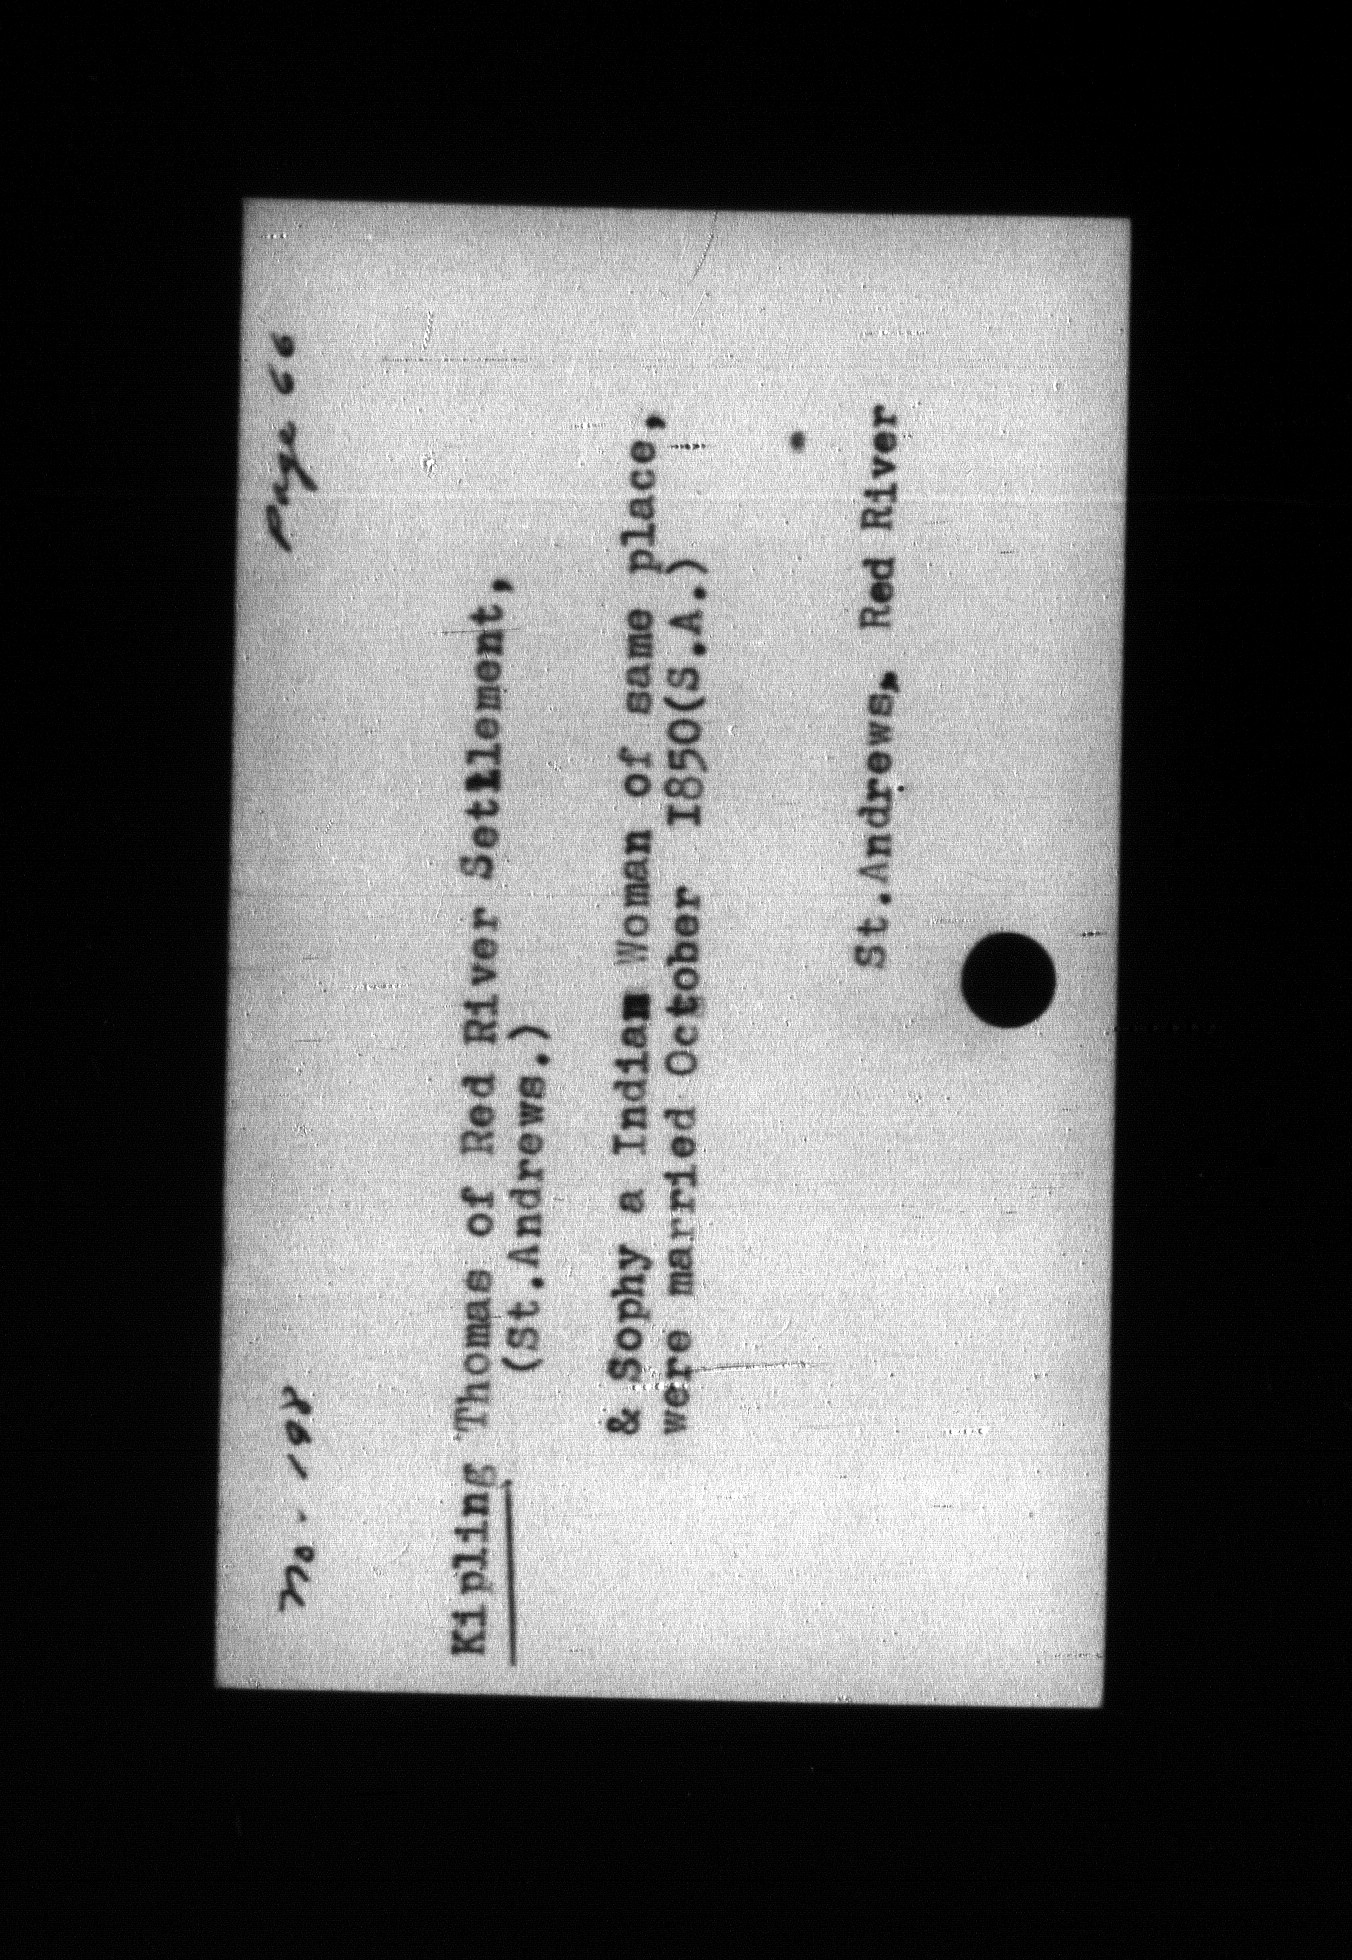 No. 198
Page 66
Kipling Thomas of Red River Settlement,
(St.Andrews.)
& Sophy a Indian Woman of same place,
were married October I850(S.A.)
St.Andrews, Red River